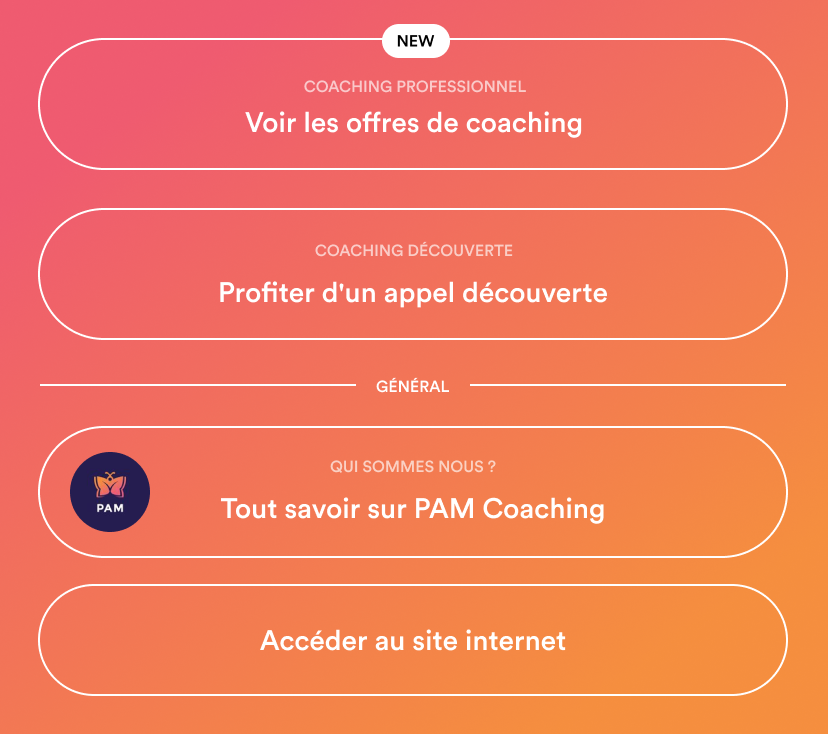 NEW
COACHING PROFESSIONNEL
Voir les offres de coaching
COACHING DÉCOUVERTE
Profiter d'un appel découverte
GÉNÉRAL
QUI SOMMES NOUS ?
PAM
Tout savoir sur PAM Coaching
Accéder au site internet